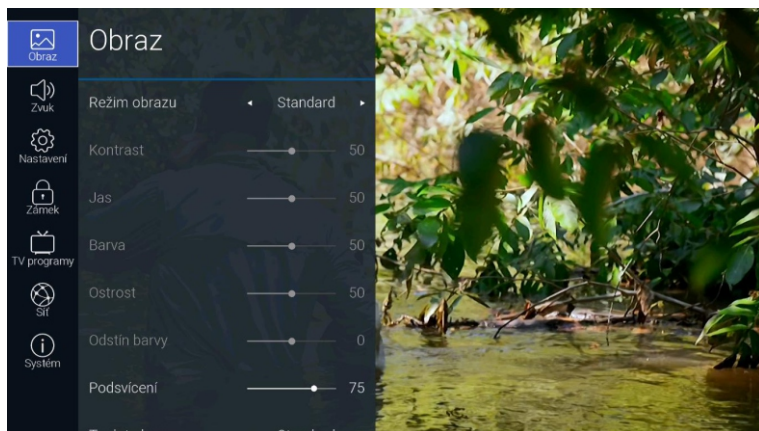 Obraz
Obraz
Režim obrazu Standard
Zvuk
Kontrast 50
Nastavení
Jas 50
Zámek
Barva 50
TV programy
Ostrost 50
Síť
Odstín barvy 0
Systém
Podsvícení 75